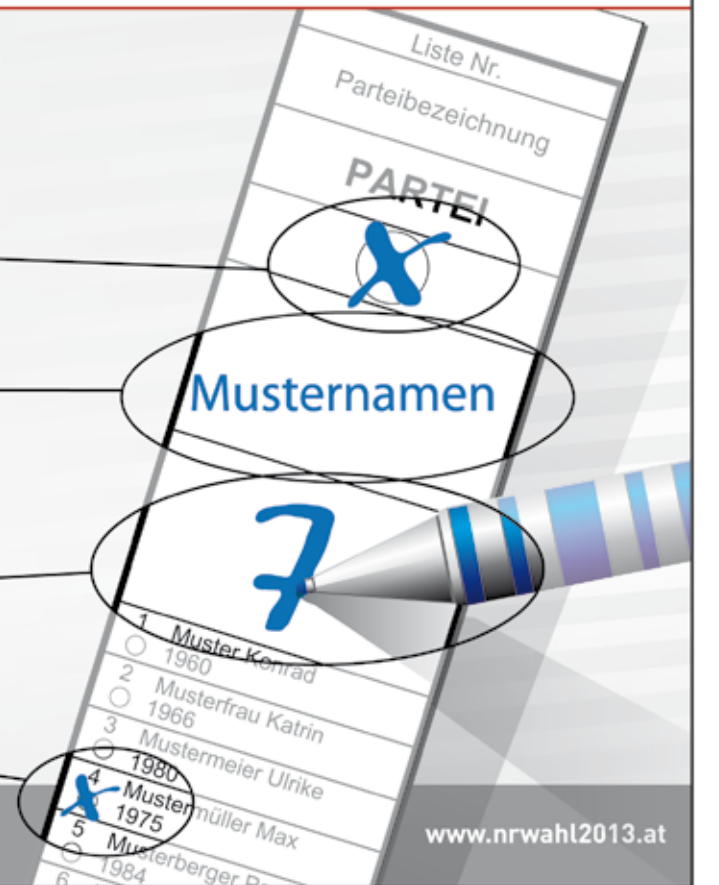 Liste Nr.
Parteibezeichnung
PARTEI
X
Musternamen
7
1 Muster Konrad
1960
2 Musterfrau Katrin
1966
3 Mustermeier Ulrike
1980
4 Mustermüller Max
X 1975
5 Musterberger
1984
6
www.nrwahl2013.at